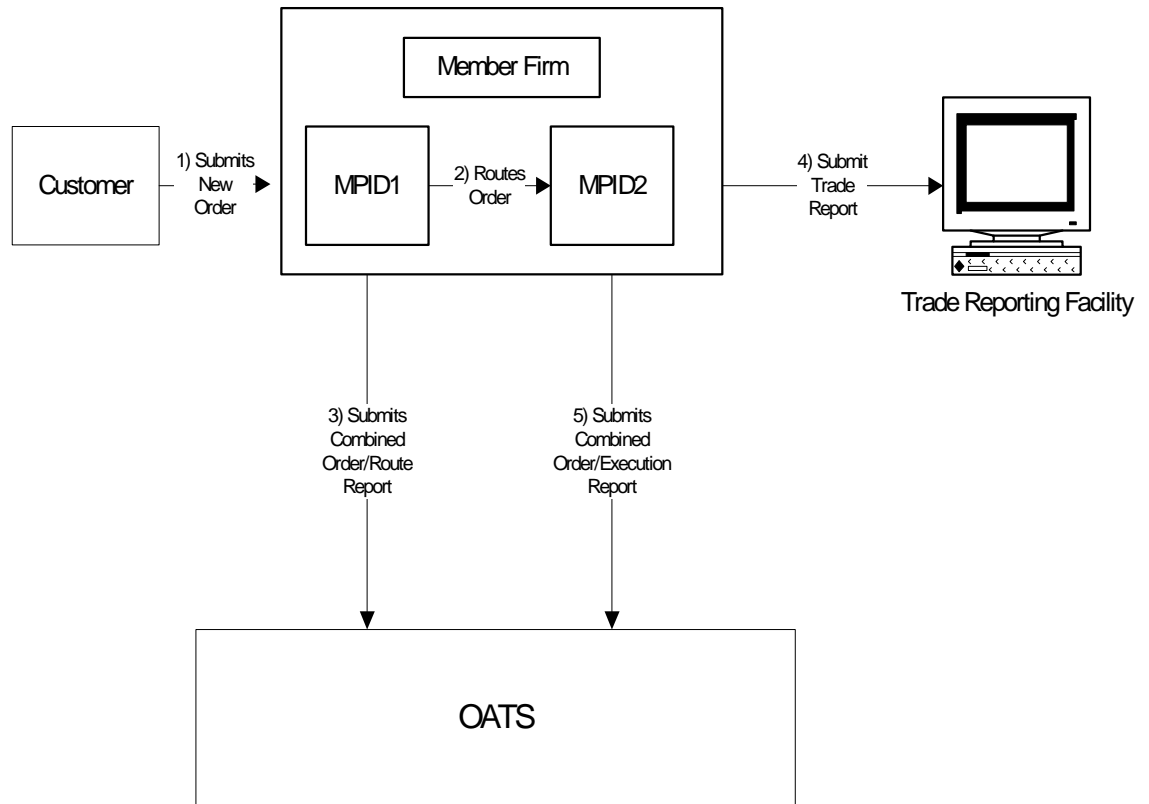 Member Firm
Customer
1) Submits
New
Order
MPID1
2) Routes
Order
MPID2
4) Submit
Trade
Report
Trade Reporting Facility
3) Submits
Combined
Order/Route
Report
5) Submits
Combined
Order/Execution
Report
OATS